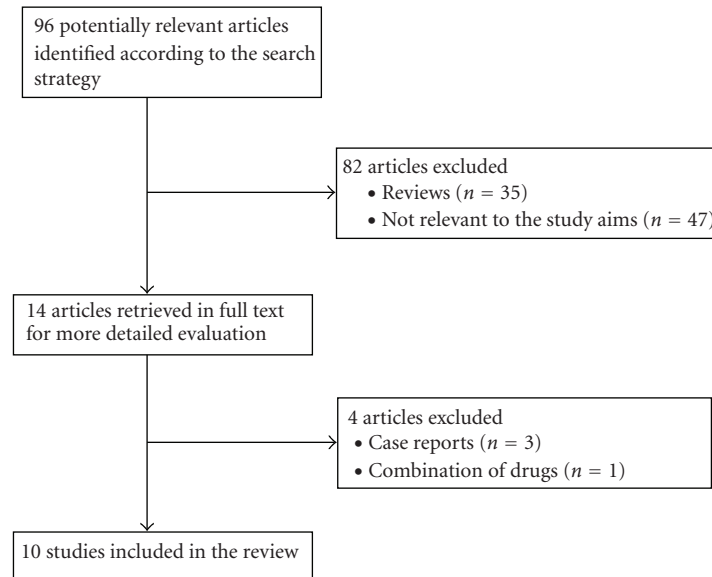 96 potentially relevant articles
identified according to the search
strategy
82 articles excluded
• Reviews (n = 35)
• Not relevant to the study aims (n = 47)
14 articles retrieved in full text
for more detailed evaluation
4 articles excluded
• Case reports (n = 3)
• Combination of drugs (n = 1)
10 studies included in the review